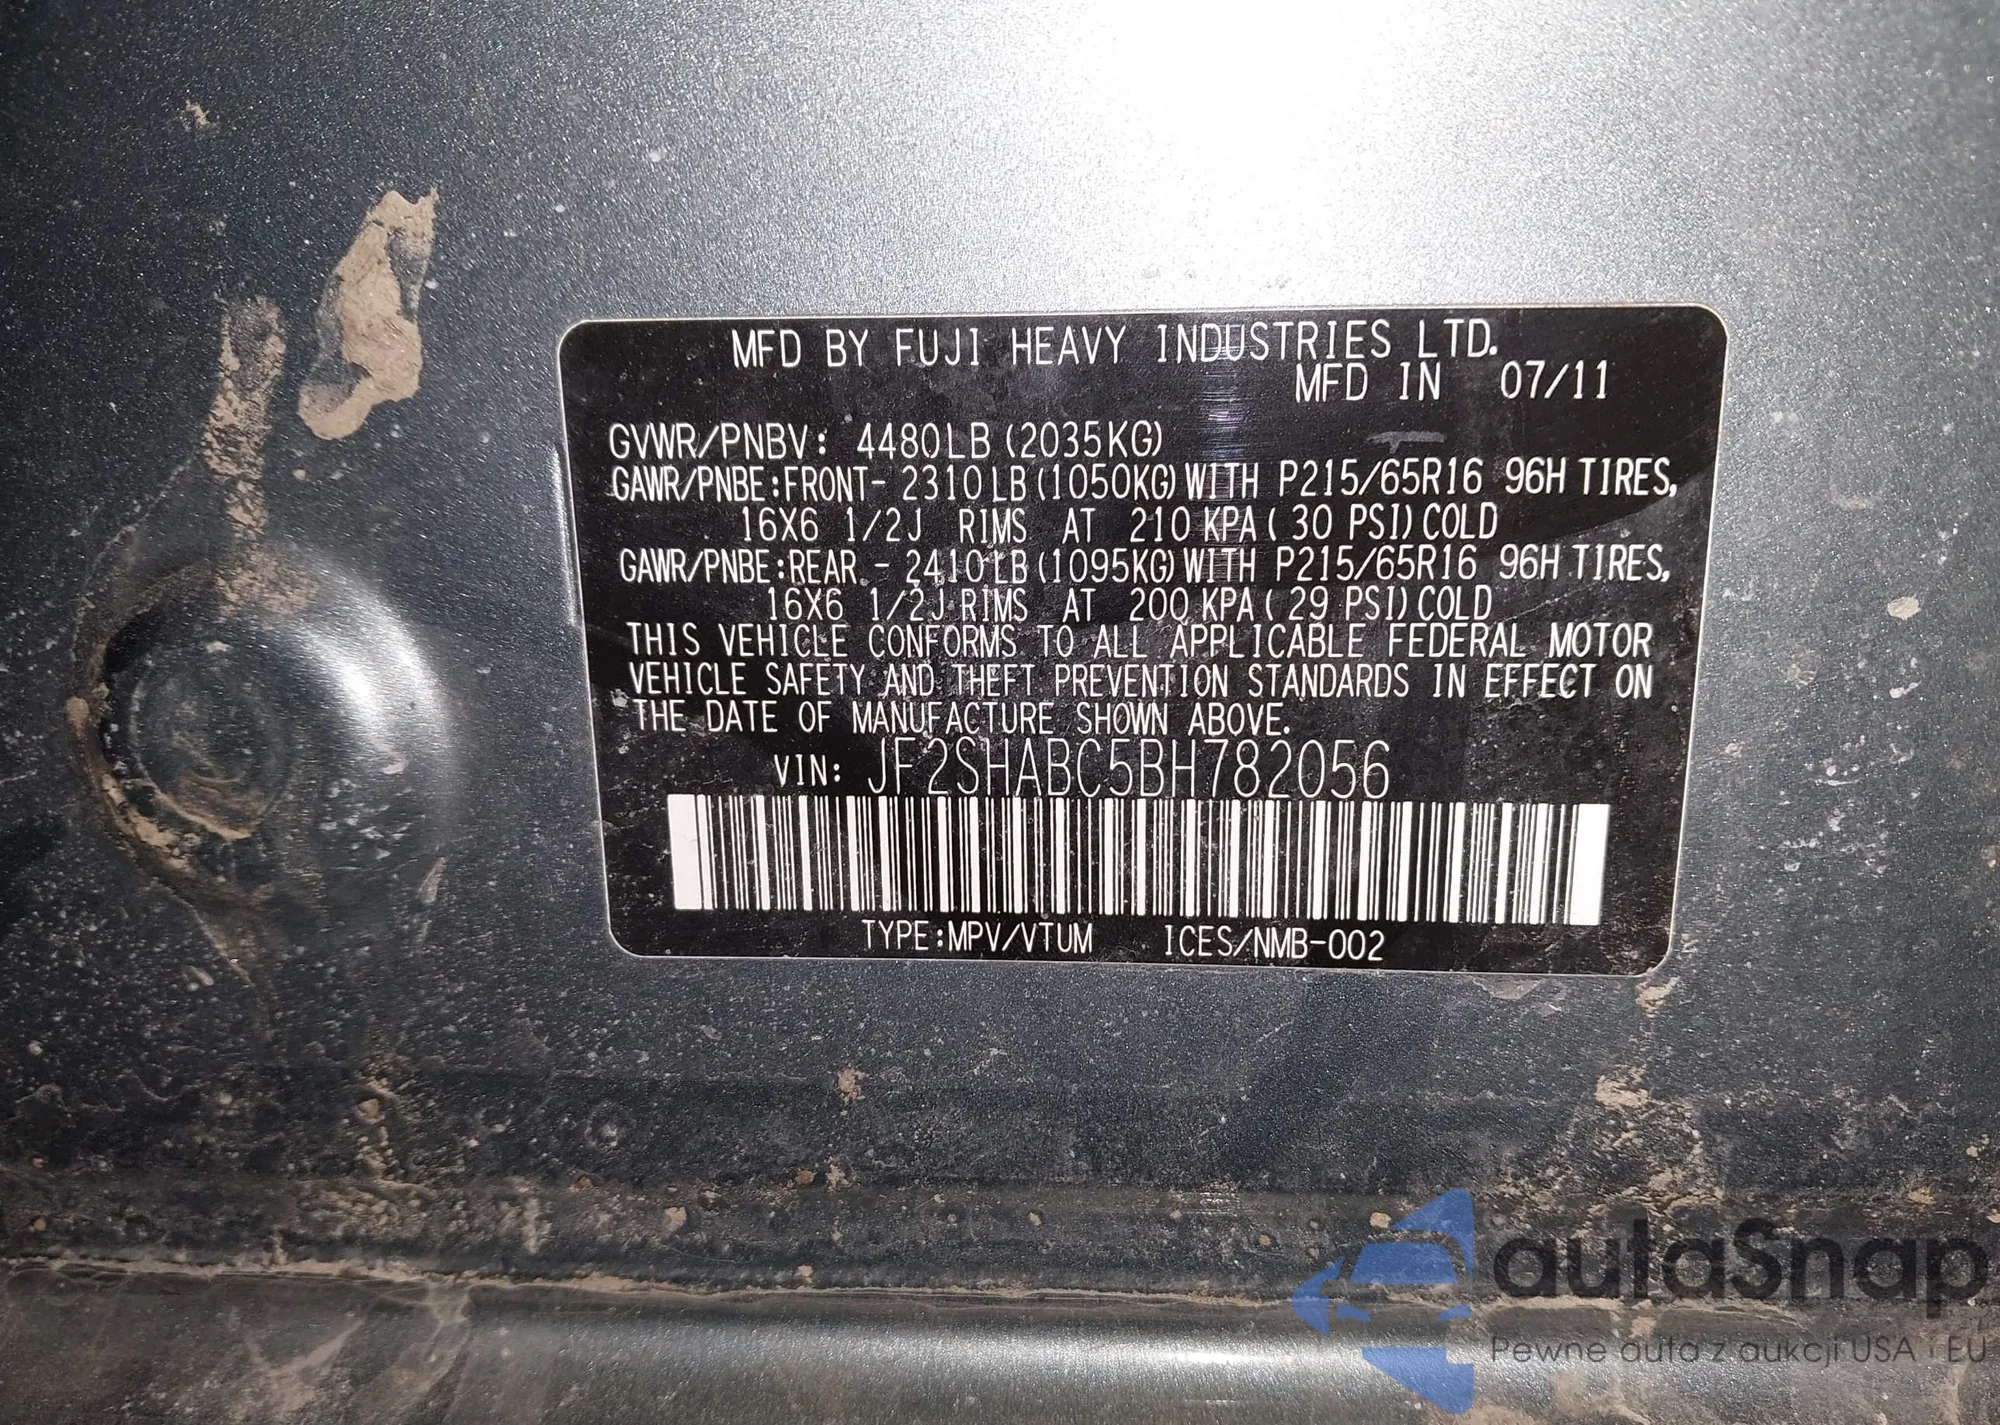 MFD BY FUJI HEAVY INDUSTRIES LTD.
MFD IN 07/11
GVWR/PNBV: 4480LB (2035KG)
GAWR/PNBE:FRONT- 2310LB (1050KG) WITH P215/65R16 96H TIRES,
16X6 1/2J RIMS AT 210 KPA ( 30 PSI) COLD
GAWR/PNBE:REAR - 2410LB (1095KG) WITH P215/65R16 96H TIRES,
16X6 1/2J RIMS AT 200 KPA ( 29 PSI) COLD
THIS VEHICLE CONFORMS TO ALL APPLICABLE FEDERAL MOTOR
VEHICLE SAFETY AND THEFT PREVENTION STANDARDS IN EFFECT ON
THE DATE OF MANUFACTURE SHOWN ABOVE.
VIN: JF2SHABC5BH782056
TYPE:MPV/VTUM ICES/NMB-002
autaSnap
Pewne auta z aukcji USA i EU